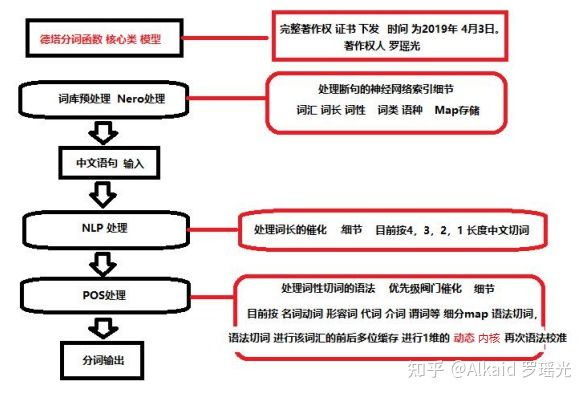 德塔分词函数 核心类 模型
完整著作权 证书 下发 时间 为2019年 4月3日。
著作权人 罗瑶光
词库预处理 Nero处理
处理断句的神经网络索引细节
词汇 词长 词性 词类 语种 Map存储
中文语句 输入
NLP 处理
处理词长的催化 细节 目前按4，3，2，1 长度中文切词
POS处理
处理词性切词的语法 优先级阀门催化 细节
目前按 名词动词 形容词 代词 介词 谓词等 细分map 语法切词，
语法切词 进行该词汇的前后多位缓存 进行1维的 动态 内核 再次语法校准
分词输出
知乎 @Alkaid 罗瑶光